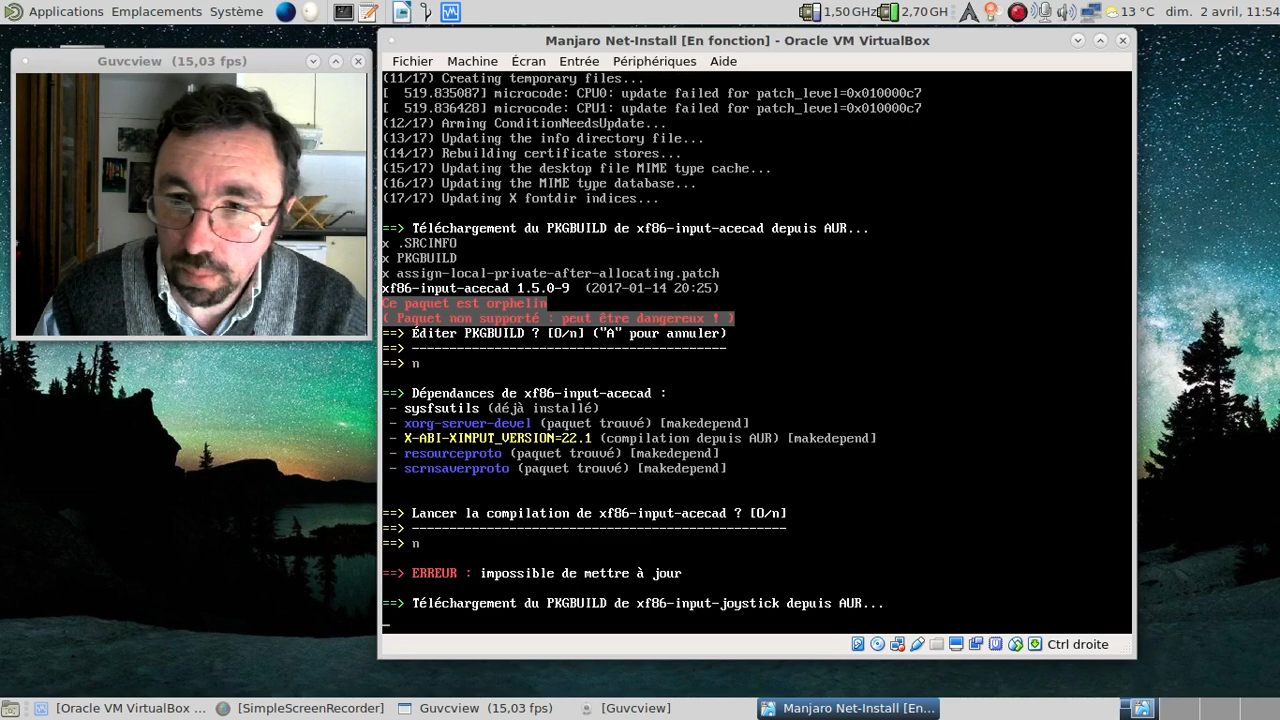 Applications Emplacements Système 1,50 GHz 2,70 GH 13 °C dim. 2 avril, 11:54
Guvcview (15,03 fps)
Manjaro Net-Install [En fonction] - Oracle VM VirtualBox
Fichier Machine Écran Entrée Périphériques Aide
(11/17) Creating temporary files...
[  519.835087] microcode: CPU0: update failed for patch_level=0x010000c7
[  519.836428] microcode: CPU1: update failed for patch_level=0x010000c7
(12/17) Arming ConditionNeedsUpdate...
(13/17) Updating the info directory file...
(14/17) Rebuilding certificate stores...
(15/17) Updating the desktop file MIME type cache...
(16/17) Updating the MIME type database...
(17/17) Updating X fontdir indices...
==> Téléchargement du PKGBUILD de xf86-input-acecad depuis AUR...
x .SRCINFO
x PKGBUILD
x assign-local-private-after-allocating.patch
xf86-input-acecad 1.5.0-9  (2017-01-14 20:25)
Ce paquet est orphelin
( Paquet non supporté : peut être dangereux ! )
==> Éditer PKGBUILD ? [O/n] ("A" pour annuler)
==> ------------------------------------------
==> n
==> Dépendances de xf86-input-acecad :
- sysfsutils (déjà installé)
- xorg-server-devel (paquet trouvé) [makedepend]
- X-ABI-XINPUT_VERSION=22.1 (compilation depuis AUR) [makedepend]
- resourceproto (paquet trouvé) [makedepend]
- scrnsaverproto (paquet trouvé) [makedepend]
==> Lancer la compilation de xf86-input-acecad ? [O/n]
==> --------------------------------------------------
==> n
==> ERREUR : impossible de mettre à jour
==> Téléchargement du PKGBUILD de xf86-input-joystick depuis AUR...
Ctrl droite
[Oracle VM VirtualBox ... [SimpleScreenRecorder] Guvcview (15,03 fps) [Guvcview] Manjaro Net-Install [En...